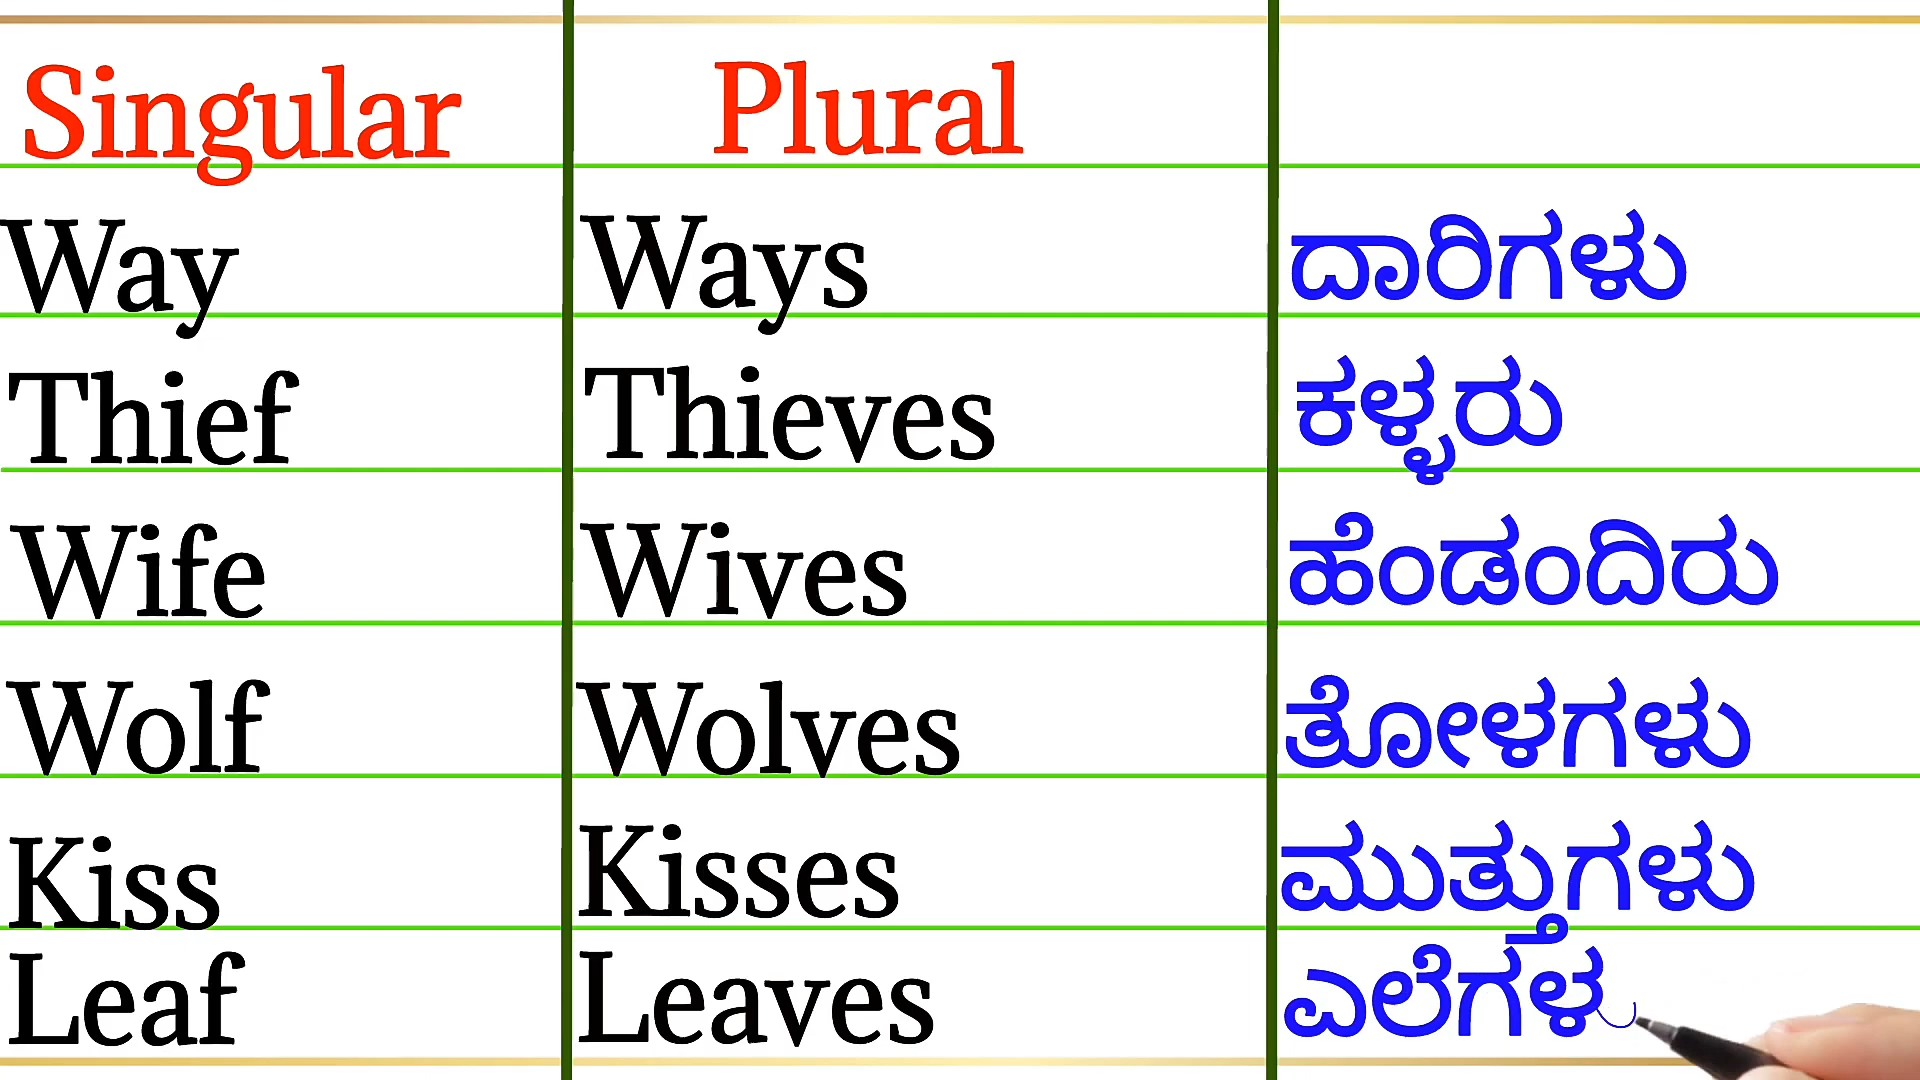 Singular Plural
Way Ways ದಾರಿಗಳು
Thief Thieves ಕಳ್ಳರು
Wife Wives ಹೆಂಡಂದಿರು
Wolf Wolves ತೋಳಗಳು
Kiss Kisses ಮುತ್ತುಗಳು
Leaf Leaves ಎಲೆಗಳು